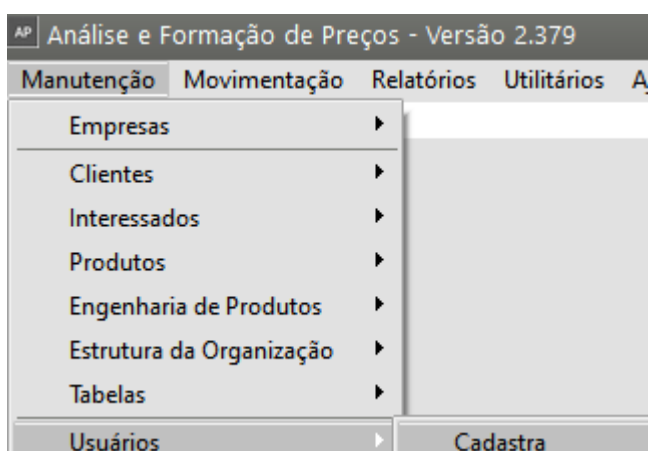 AP Análise e Formação de Preços - Versão 2.379
Manutenção Movimentação Relatórios Utilitários
Empresas
Clientes
Interessados
Produtos
Engenharia de Produtos
Estrutura da Organização
Tabelas
Usuários Cadastra